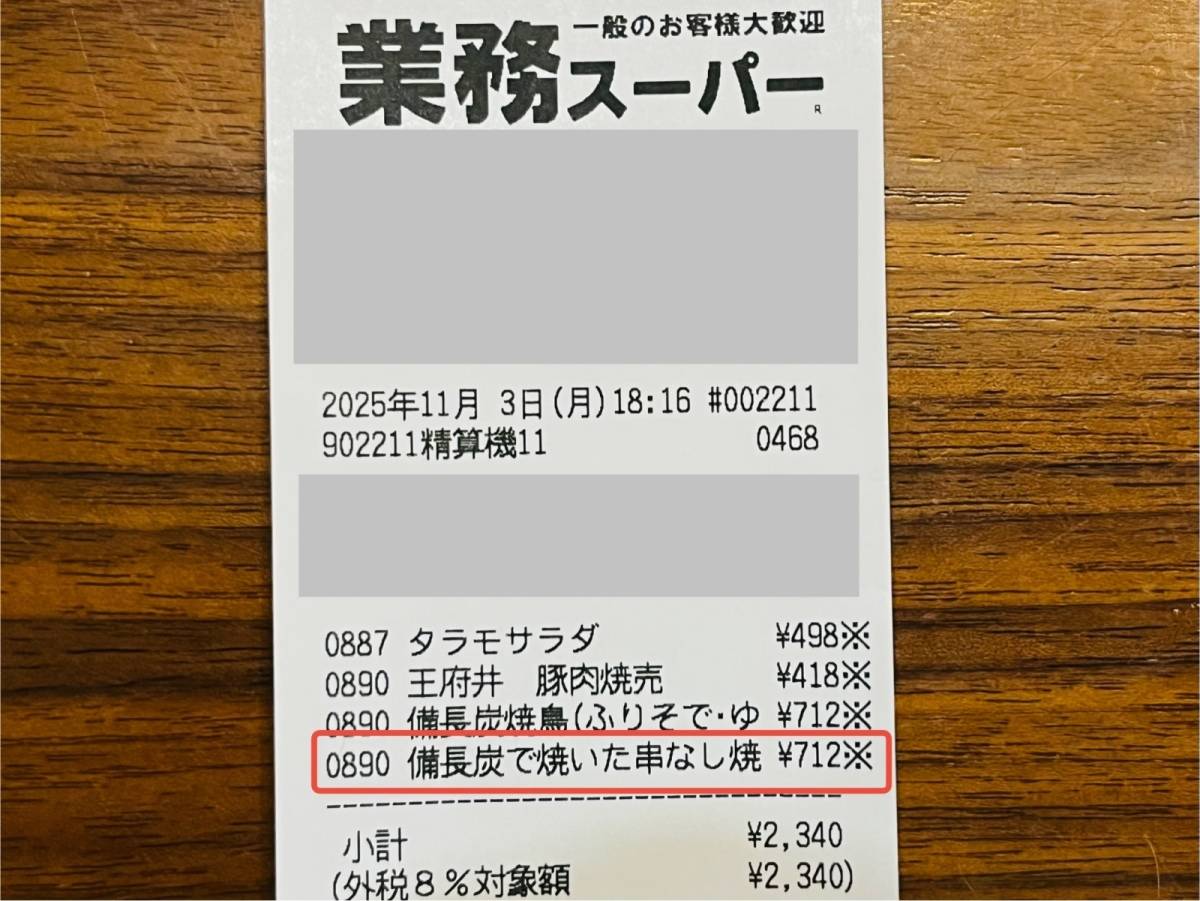 一般のお客様大歓迎
業務スーパー
R
2025年11月 3日(月)18:16 #002211
902211精算機11 0468
0887 タラモサラダ ¥498※
0890 王府井 豚肉焼売 ¥418※
0890 備長炭焼鳥(ふりそで・ゆ ¥712※
0890 備長炭で焼いた串なし焼 ¥712※
小計 ¥2,340
(外税8%対象額 ¥2,340)